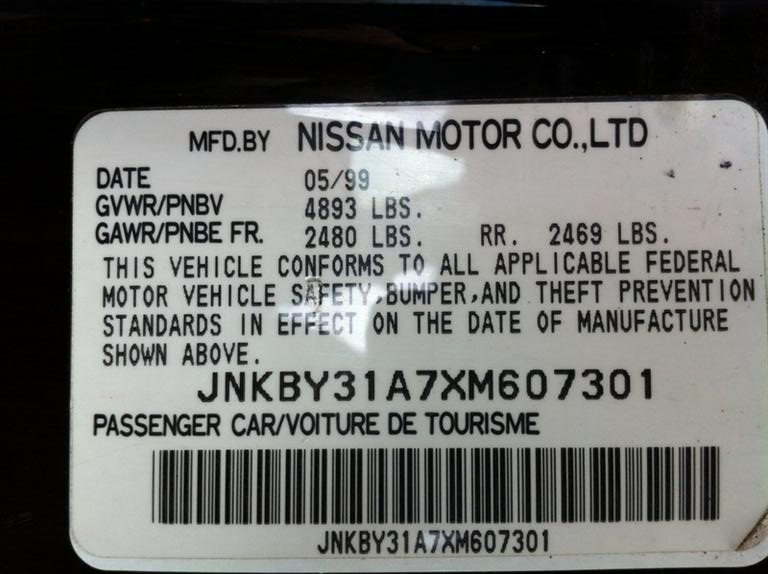 MFD.BY NISSAN MOTOR CO.,LTD
DATE 05/99
GVWR/PNBV 4893 LBS.
GAWR/PNBE FR. 2480 LBS. RR. 2469 LBS.
THIS VEHICLE CONFORMS TO ALL APPLICABLE FEDERAL
MOTOR VEHICLE SAFETY,BUMPER,AND THEFT PREVENTION
STANDARDS IN EFFECT ON THE DATE OF MANUFACTURE
SHOWN ABOVE.
JNKBY31A7XM607301
PASSENGER CAR/VOITURE DE TOURISME
JNKBY31A7XM607301